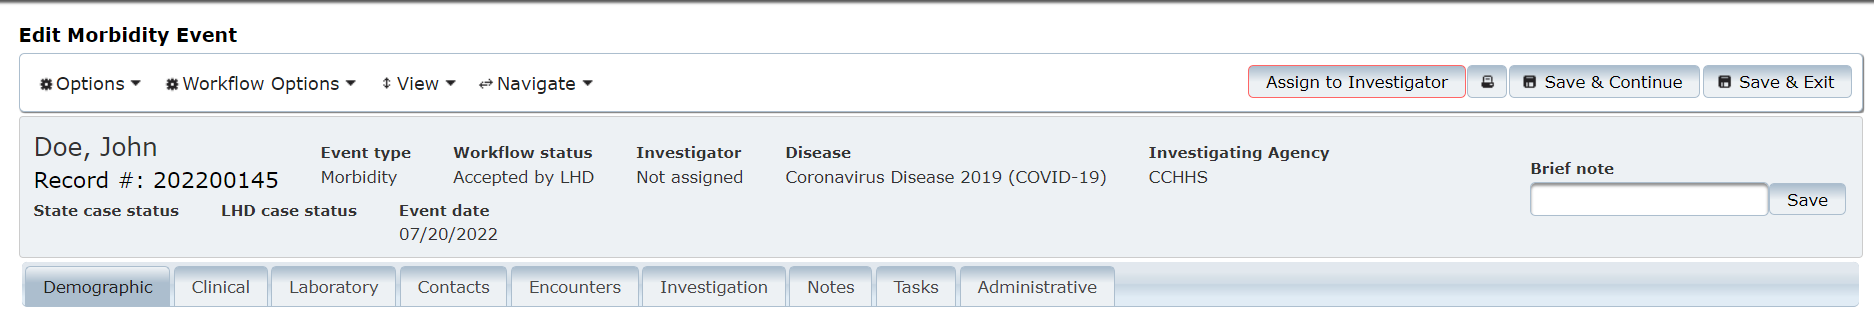 Edit Morbidity Event
Options Workflow Options View Navigate Assign to Investigator Save & Continue Save & Exit
Doe, John
Record #: 202200145
Event type Workflow status Investigator Disease Investigating Agency
Morbidity Accepted by LHD Not assigned Coronavirus Disease 2019 (COVID-19) CCHHS
Brief note
Save
State case status LHD case status Event date
07/20/2022
Demographic Clinical Laboratory Contacts Encounters Investigation Notes Tasks Administrative